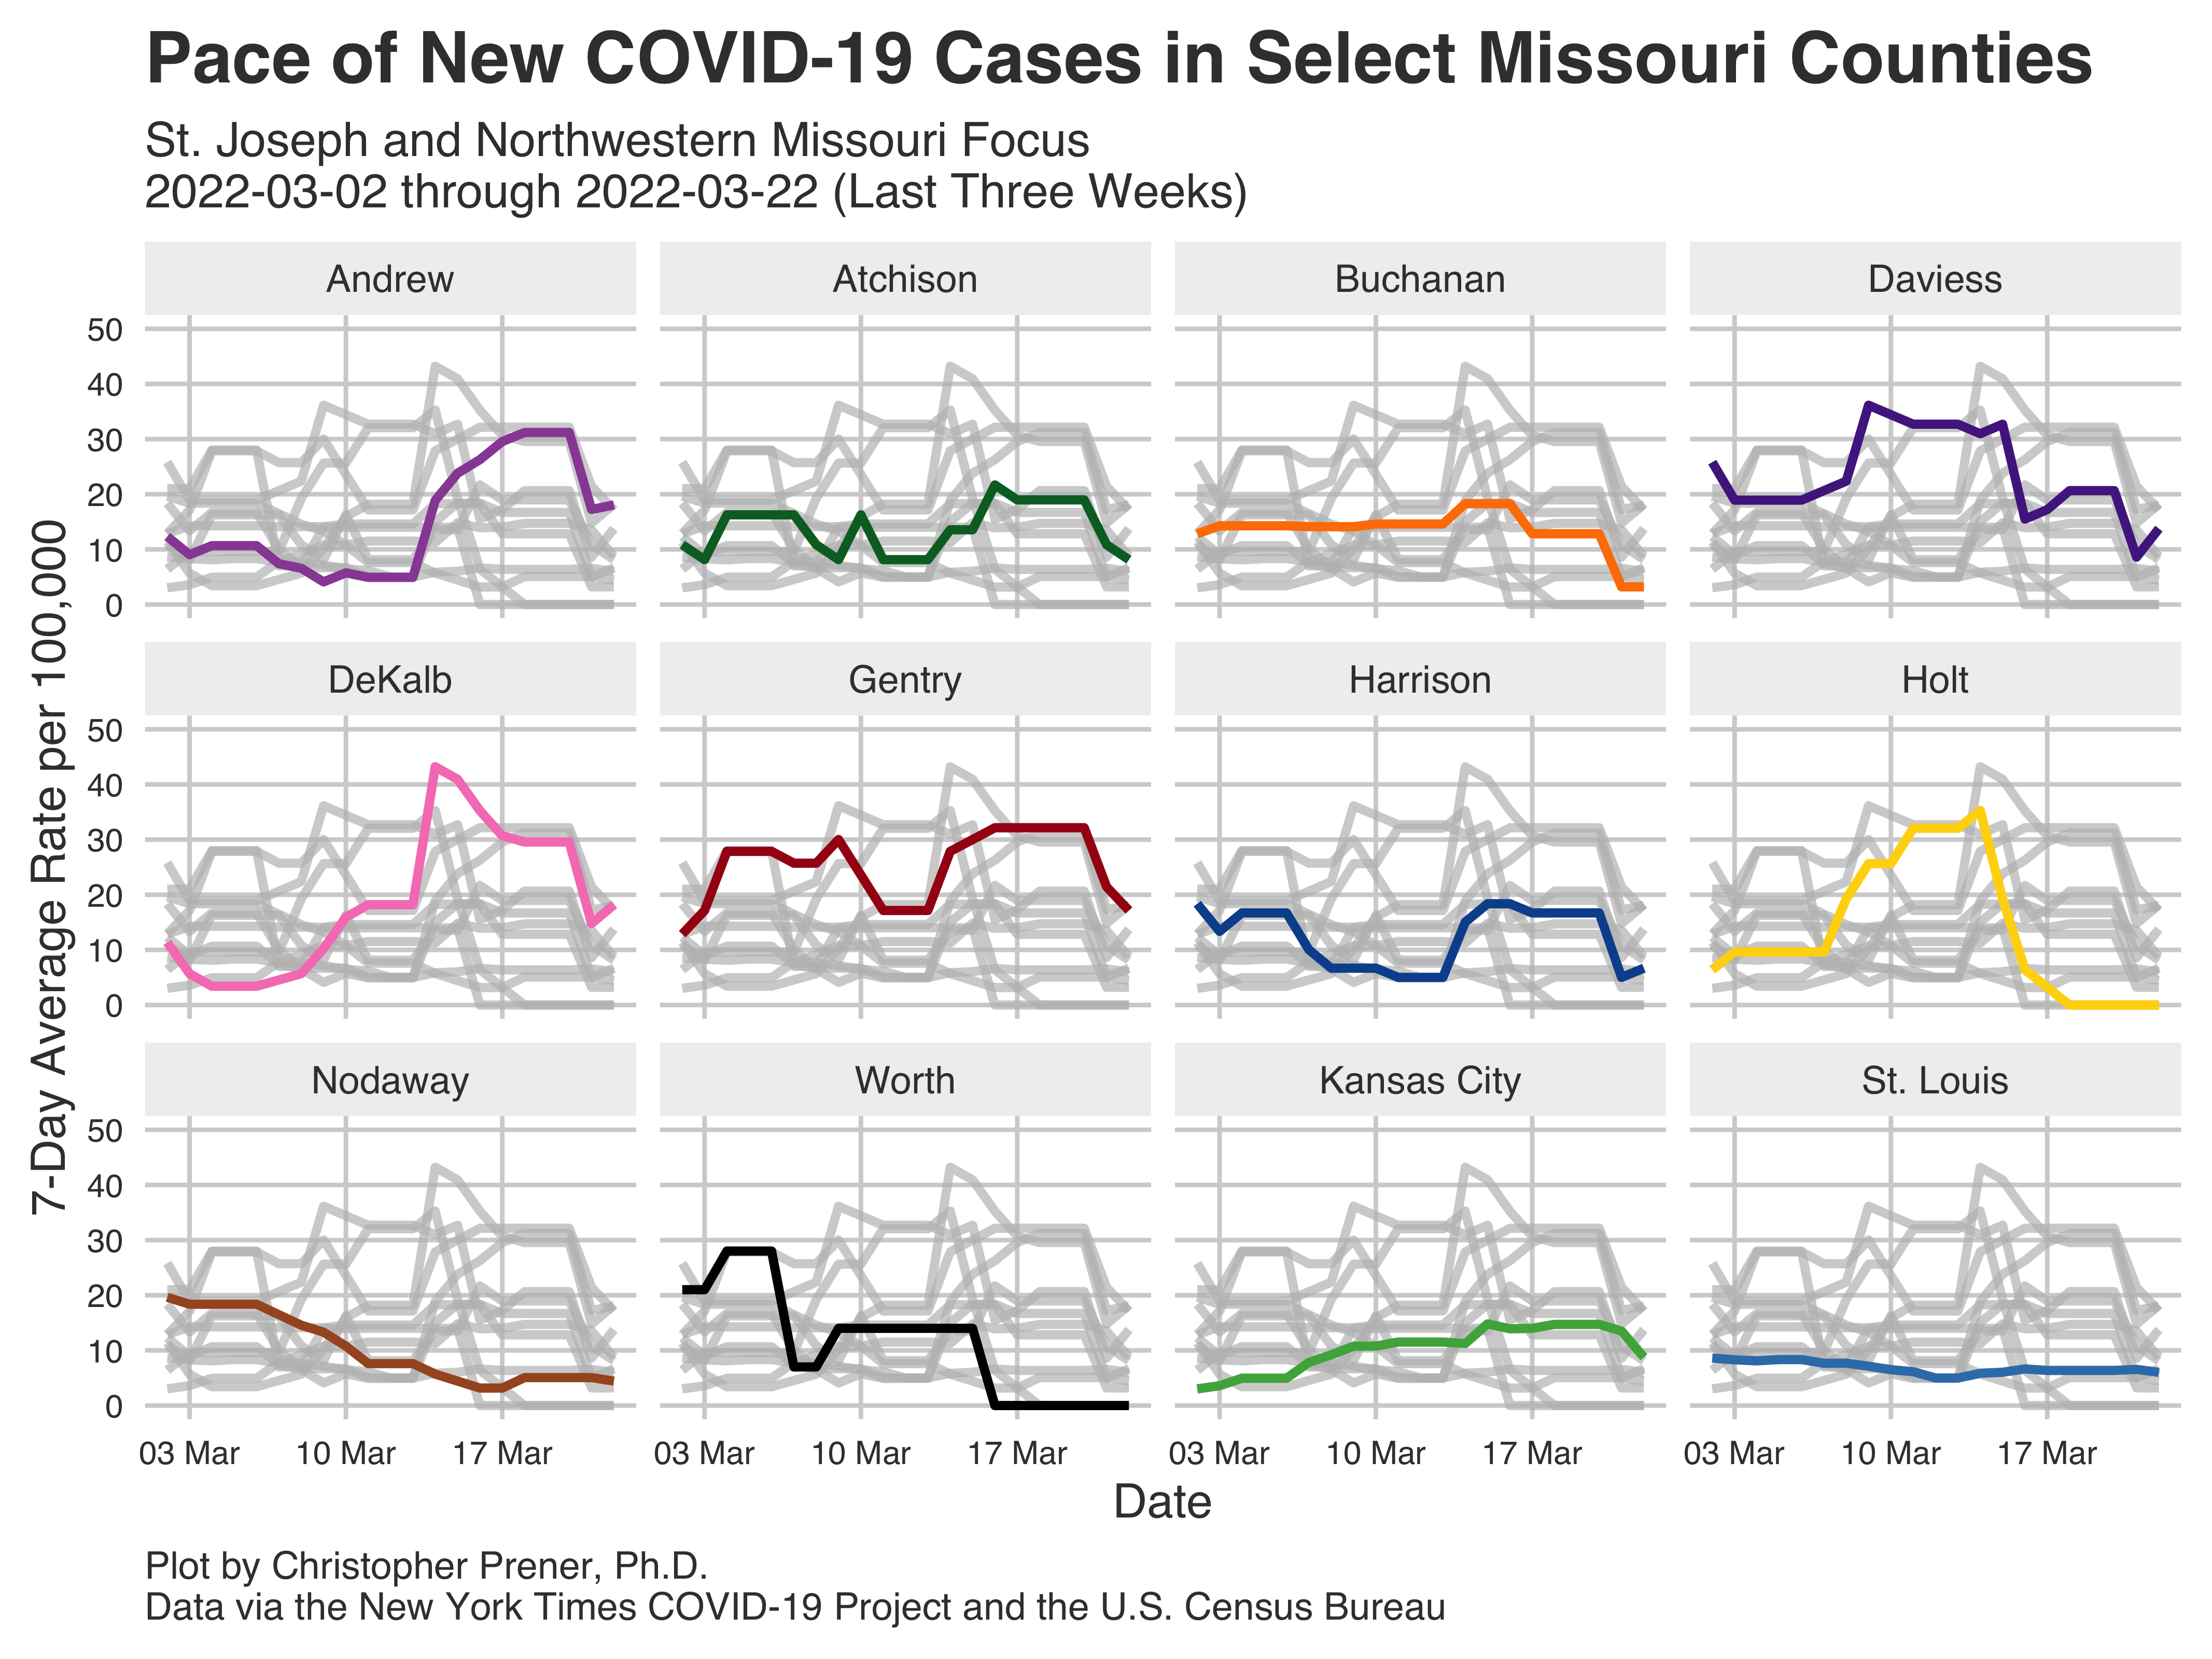 Pace of New COVID-19 Cases in Select Missouri Counties
St. Joseph and Northwestern Missouri Focus
2022-03-02 through 2022-03-22 (Last Three Weeks)
7-Day Average Rate per 100,000
Andrew
Atchison
Buchanan
Daviess
50
40
30
20
10
0
DeKalb
Gentry
Harrison
Holt
50
40
30
20
10
0
Nodaway
Worth
Kansas City
St. Louis
50
40
30
20
10
0
03 Mar 10 Mar 17 Mar
03 Mar 10 Mar 17 Mar
03 Mar 10 Mar 17 Mar
03 Mar 10 Mar 17 Mar
Date
Plot by Christopher Prener, Ph.D.
Data via the New York Times COVID-19 Project and the U.S. Census Bureau